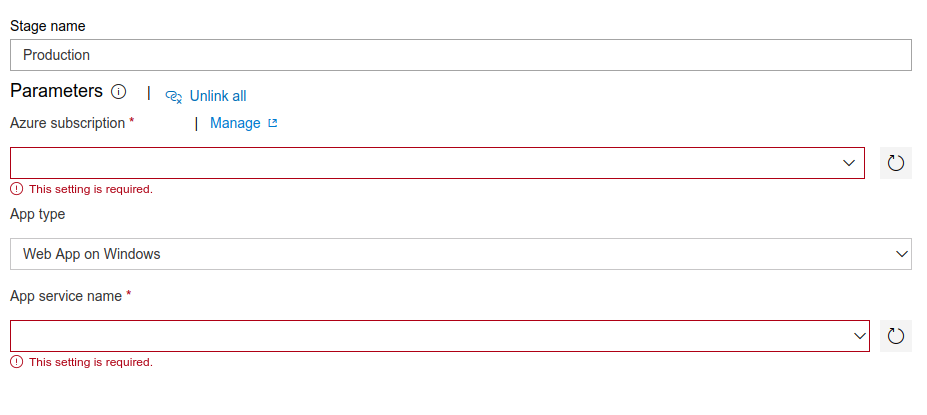 Stage name
Production
Parameters | Unlink all
Azure subscription * | Manage
This setting is required.
App type
Web App on Windows
App service name *
This setting is required.